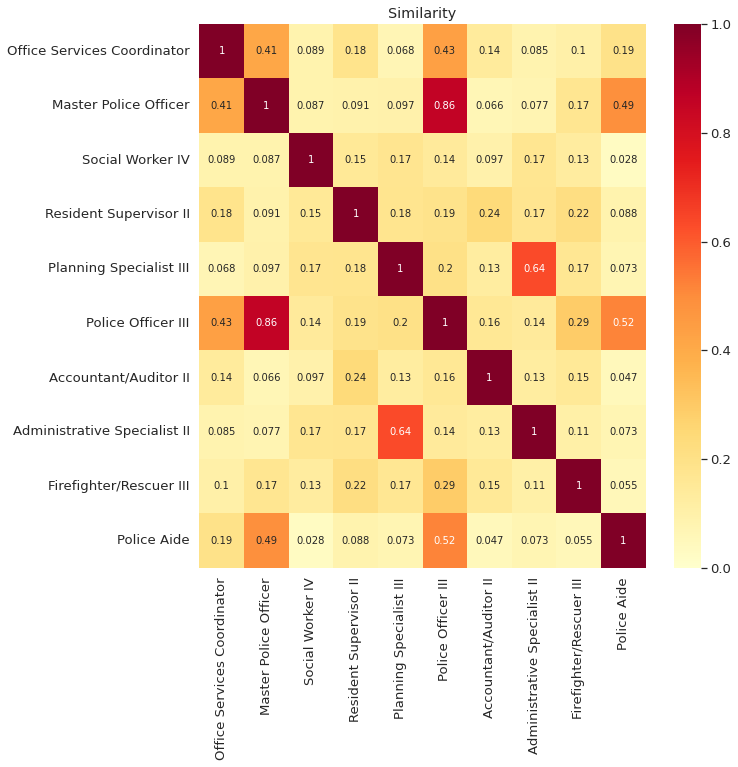 Similarity
Office Services Coordinator 1 0.41 0.089 0.18 0.068 0.43 0.14 0.085 0.1 0.19
Master Police Officer 0.41 1 0.087 0.091 0.097 0.86 0.066 0.077 0.17 0.49
Social Worker IV 0.089 0.087 1 0.15 0.17 0.14 0.097 0.17 0.13 0.028
Resident Supervisor II 0.18 0.091 0.15 1 0.18 0.19 0.24 0.17 0.22 0.088
Planning Specialist III 0.068 0.097 0.17 0.18 1 0.2 0.13 0.64 0.17 0.073
Police Officer III 0.43 0.86 0.14 0.19 0.2 1 0.16 0.14 0.29 0.52
Accountant/Auditor II 0.14 0.066 0.097 0.24 0.13 0.16 1 0.13 0.15 0.047
Administrative Specialist II 0.085 0.077 0.17 0.17 0.64 0.14 0.13 1 0.11 0.073
Firefighter/Rescuer III 0.1 0.17 0.13 0.22 0.17 0.29 0.15 0.11 1 0.055
Police Aide 0.19 0.49 0.028 0.088 0.073 0.52 0.047 0.073 0.055 1
Office Services Coordinator
Master Police Officer
Social Worker IV
Resident Supervisor II
Planning Specialist III
Police Officer III
Accountant/Auditor II
Administrative Specialist II
Firefighter/Rescuer III
Police Aide
1.0
0.8
0.6
0.4
0.2
0.0